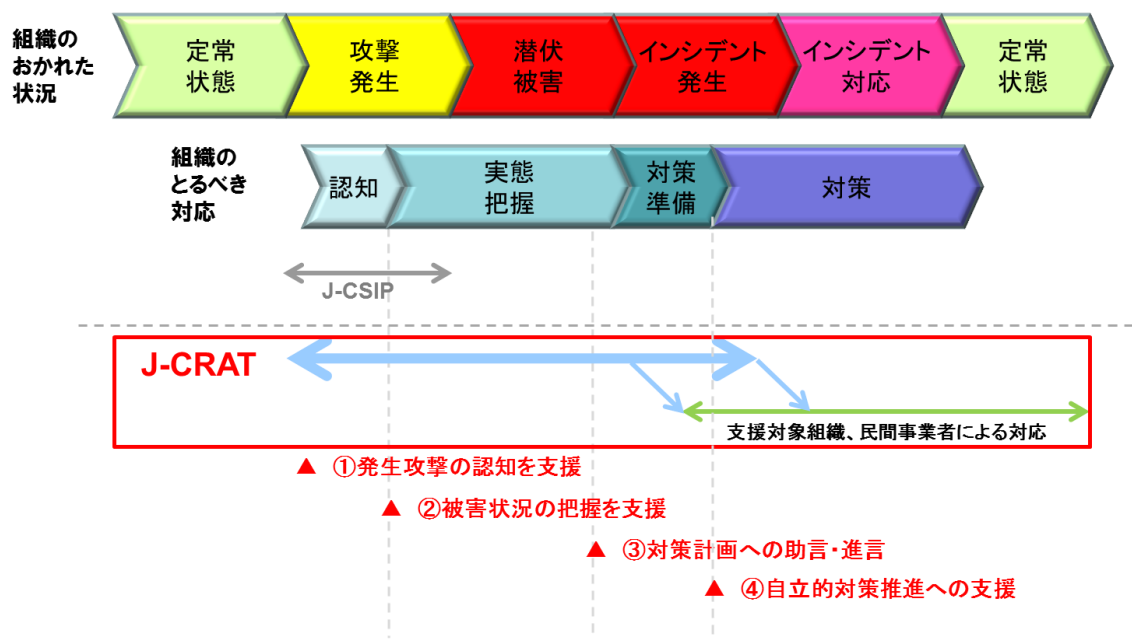 組織の
おかれた
状況
定常
状態
攻撃
発生
潜伏
被害
インシデント
発生
インシデント
対応
定常
状態
組織の
とるべき
対応
認知
実態
把握
対策
準備
対策
J-CSIP
J-CRAT
支援対象組織、民間事業者による対応
▲ ①発生攻撃の認知を支援
▲ ②被害状況の把握を支援
▲ ③対策計画への助言・進言
▲ ④自立的対策推進への支援